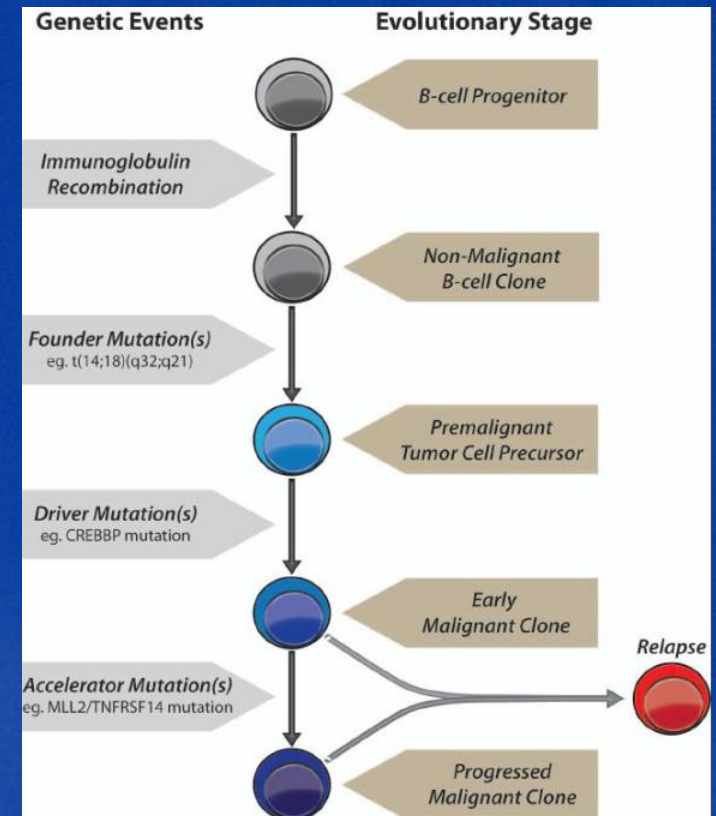 Genetic Events
Evolutionary Stage
B-cell Progenitor
Immunoglobulin
Recombination
Non-Malignant
B-cell Clone
Founder Mutation(s)
eg. t(14;18)(q32;q21)
Premalignant
Tumor Cell Precursor
Driver Mutation(s)
eg. CREBBP mutation
Early
Malignant Clone
Relapse
Accelerator Mutation(s)
eg. MLL2/TNFRSF14 mutation
Progressed
Malignant Clone